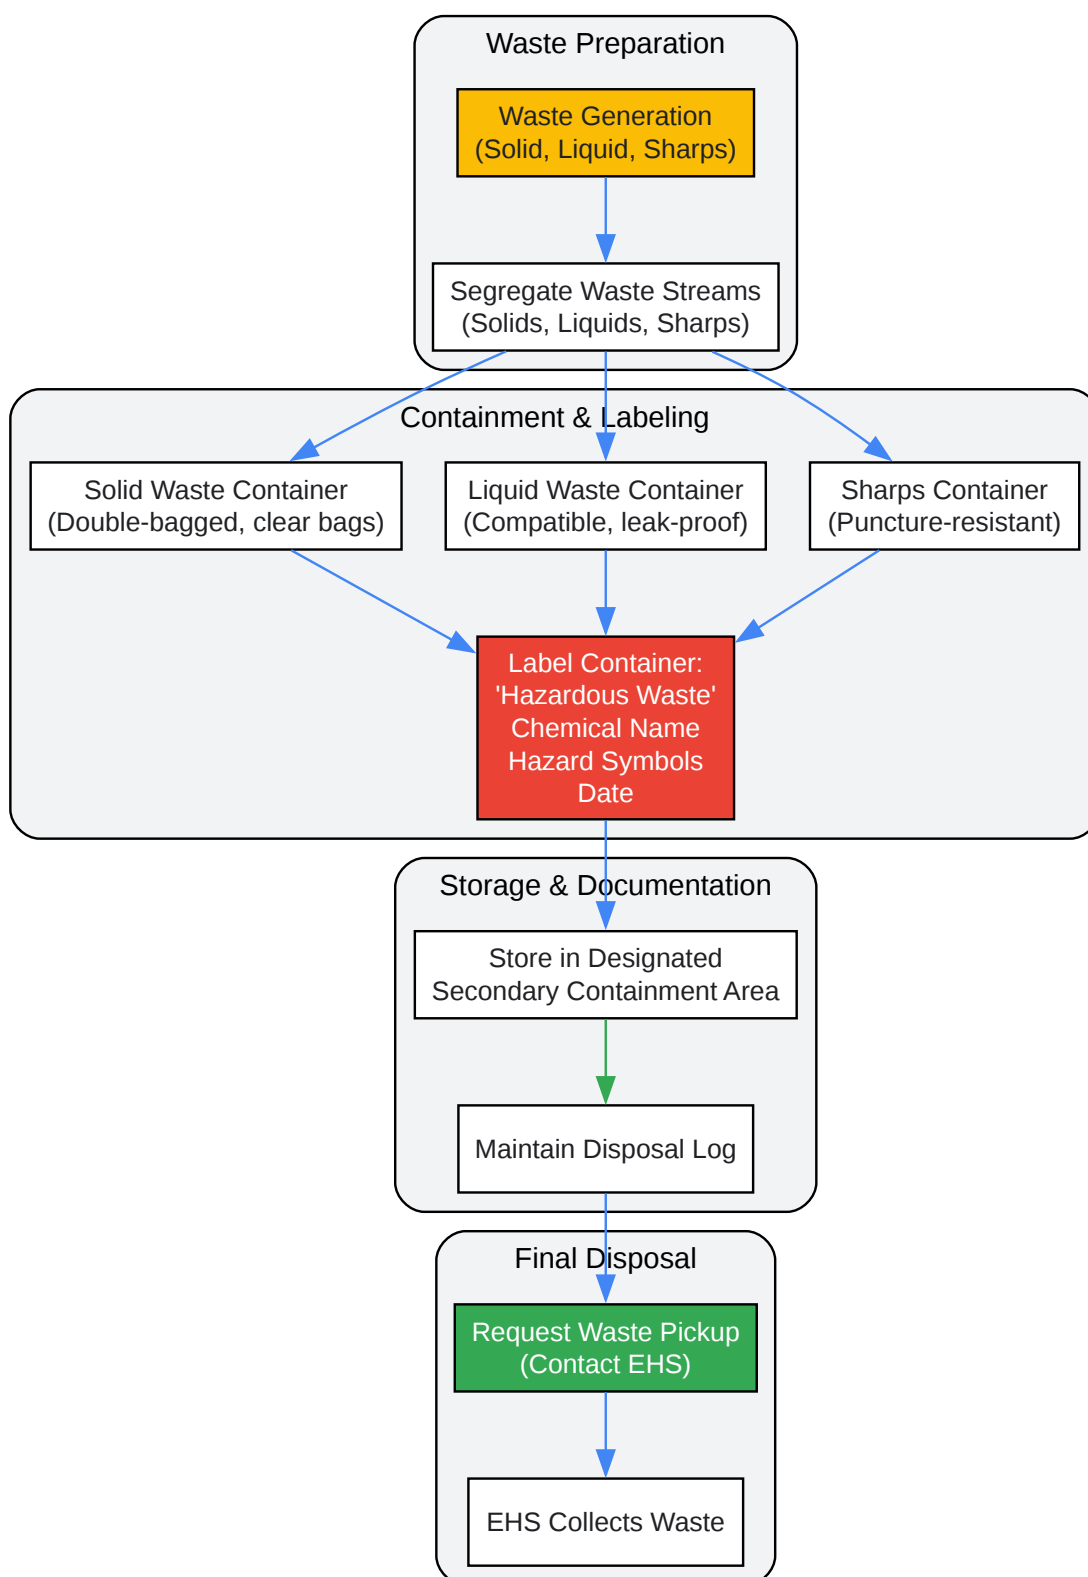 Waste Preparation
Waste Generation
(Solid, Liquid, Sharps)
Segregate Waste Streams
(Solids, Liquids, Sharps)
Containment & Labeling
Solid Waste Container
(Double-bagged, clear bags)
Liquid Waste Container
(Compatible, leak-proof)
Sharps Container
(Puncture-resistant)
Label Container:
'Hazardous Waste'
Chemical Name
Hazard Symbols
Date
Storage & Documentation
Store in Designated
Secondary Containment Area
Maintain Disposal Log
Final Disposal
Request Waste Pickup
(Contact EHS)
EHS Collects Waste